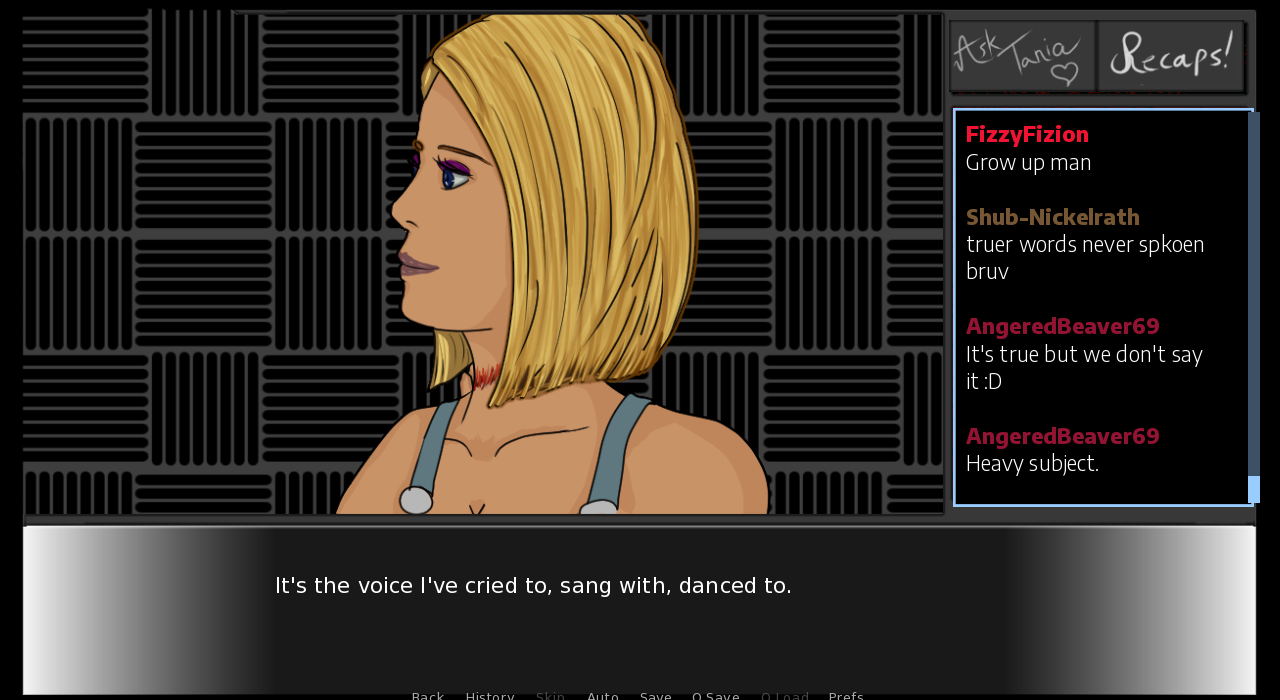 Ask Tania
Recaps!
FizzyFizion
Grow up man
Shub-Nickelrath
truer words never spkoen
bruv
AngeredBeaver69
It's true but we don't say
it :D
AngeredBeaver69
Heavy subject.
It's the voice I've cried to, sang with, danced to.
Back History Skip Auto Save Q.Save Q.Load Prefs